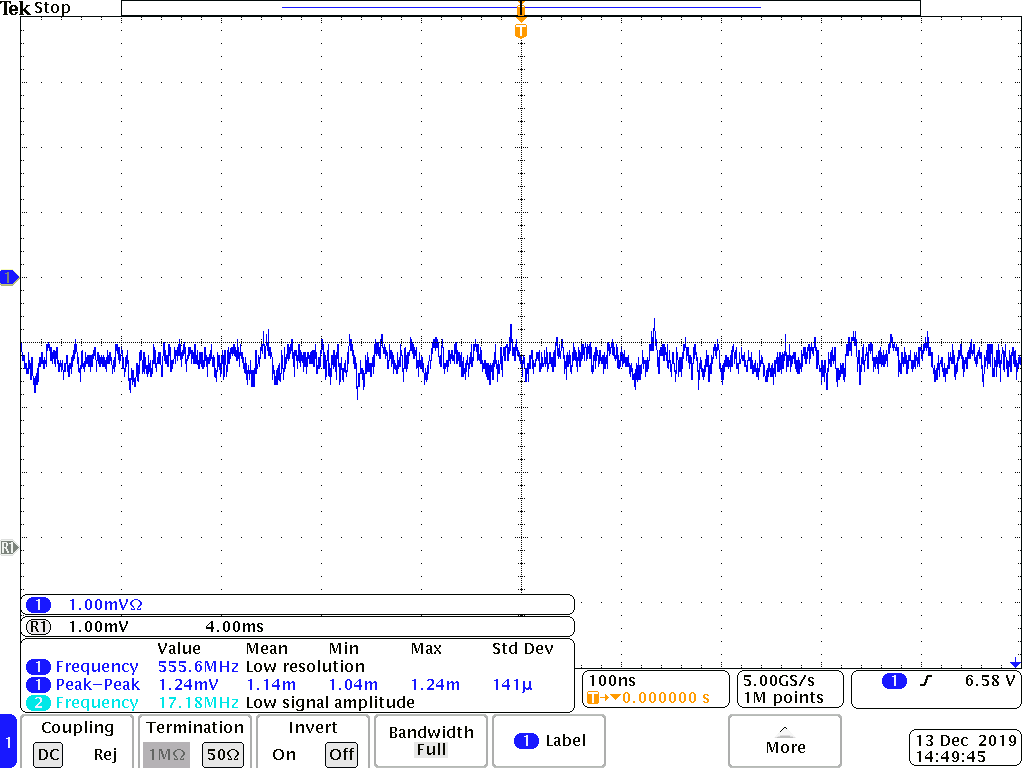 Tek Stop
T
1
R1
1 1.00mVΩ
R1 1.00mV 4.00ms
Value Mean Min Max Std Dev
1 Frequency 555.6MHz Low resolution
1 Peak−Peak 1.24mV 1.14m 1.04m 1.24m 141µ
2 Frequency 17.18MHz Low signal amplitude
100ns
T→▼0.000000 s
5.00GS/s
1M points
1 6.58 V
1
Coupling
DC Rej
Termination
1MΩ 50Ω
Invert
On Off
Bandwidth
Full
1 Label
More
13 Dec 2019
14:49:45